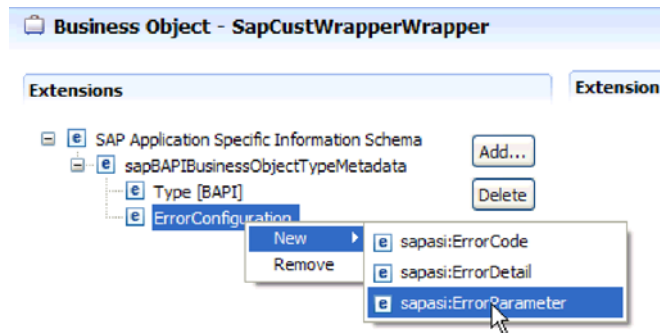 Business Object - SapCustWrapperWrapper
Extensions
Extension
SAP Application Specific Information Schema
Add...
sapBAPIBusinessObjectTypeMetadata
Type [BAPI]
Delete
ErrorConfiguration
New
sapasi:ErrorCode
Remove
sapasi:ErrorDetail
sapasi:ErrorParameter